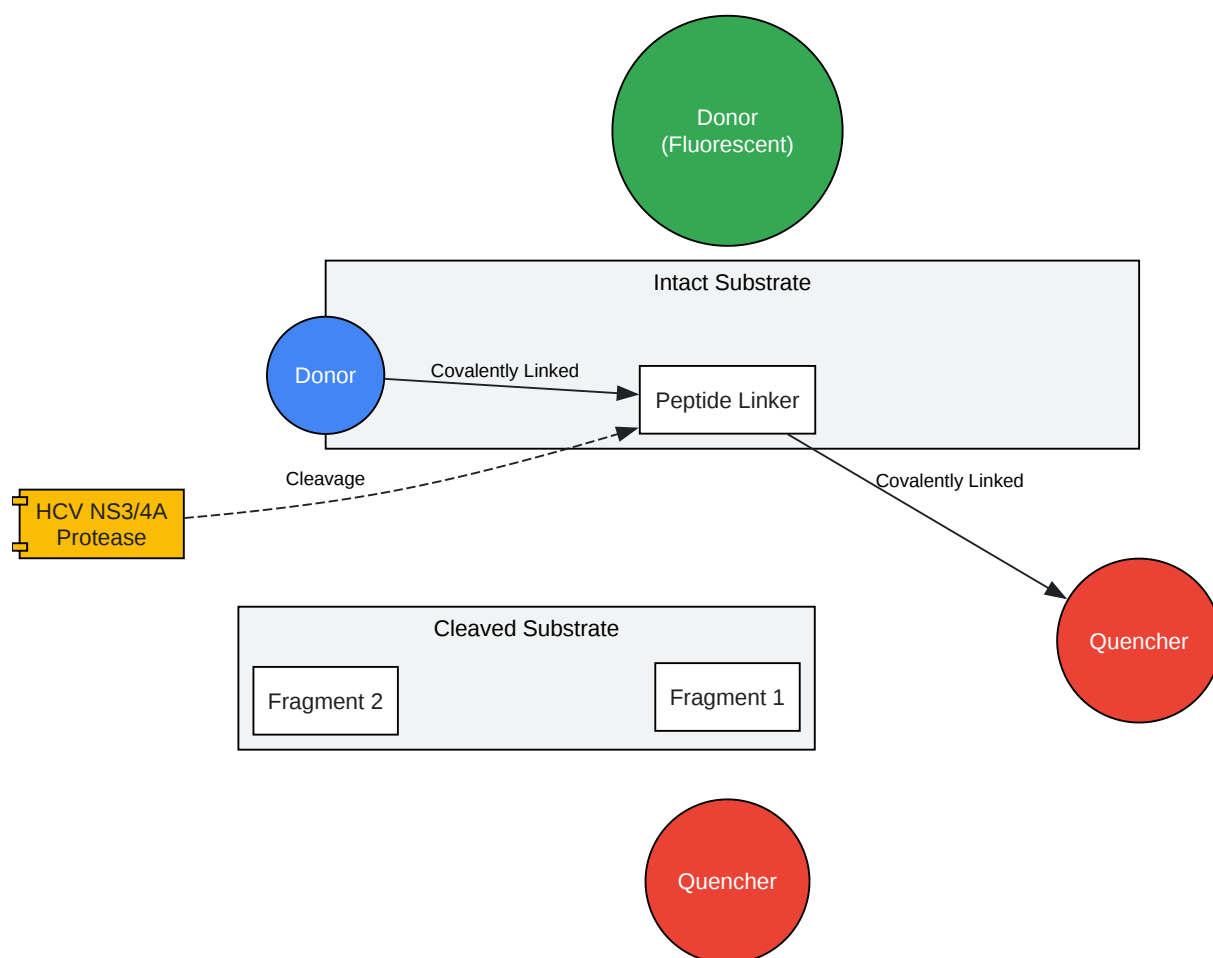 Donor
(Fluorescent)
Intact Substrate
Donor
Covalently Linked
Peptide Linker
Cleavage
Covalently Linked
HCV NS3/4A
Protease
Cleaved Substrate
Fragment 2
Fragment 1
Quencher
Quencher